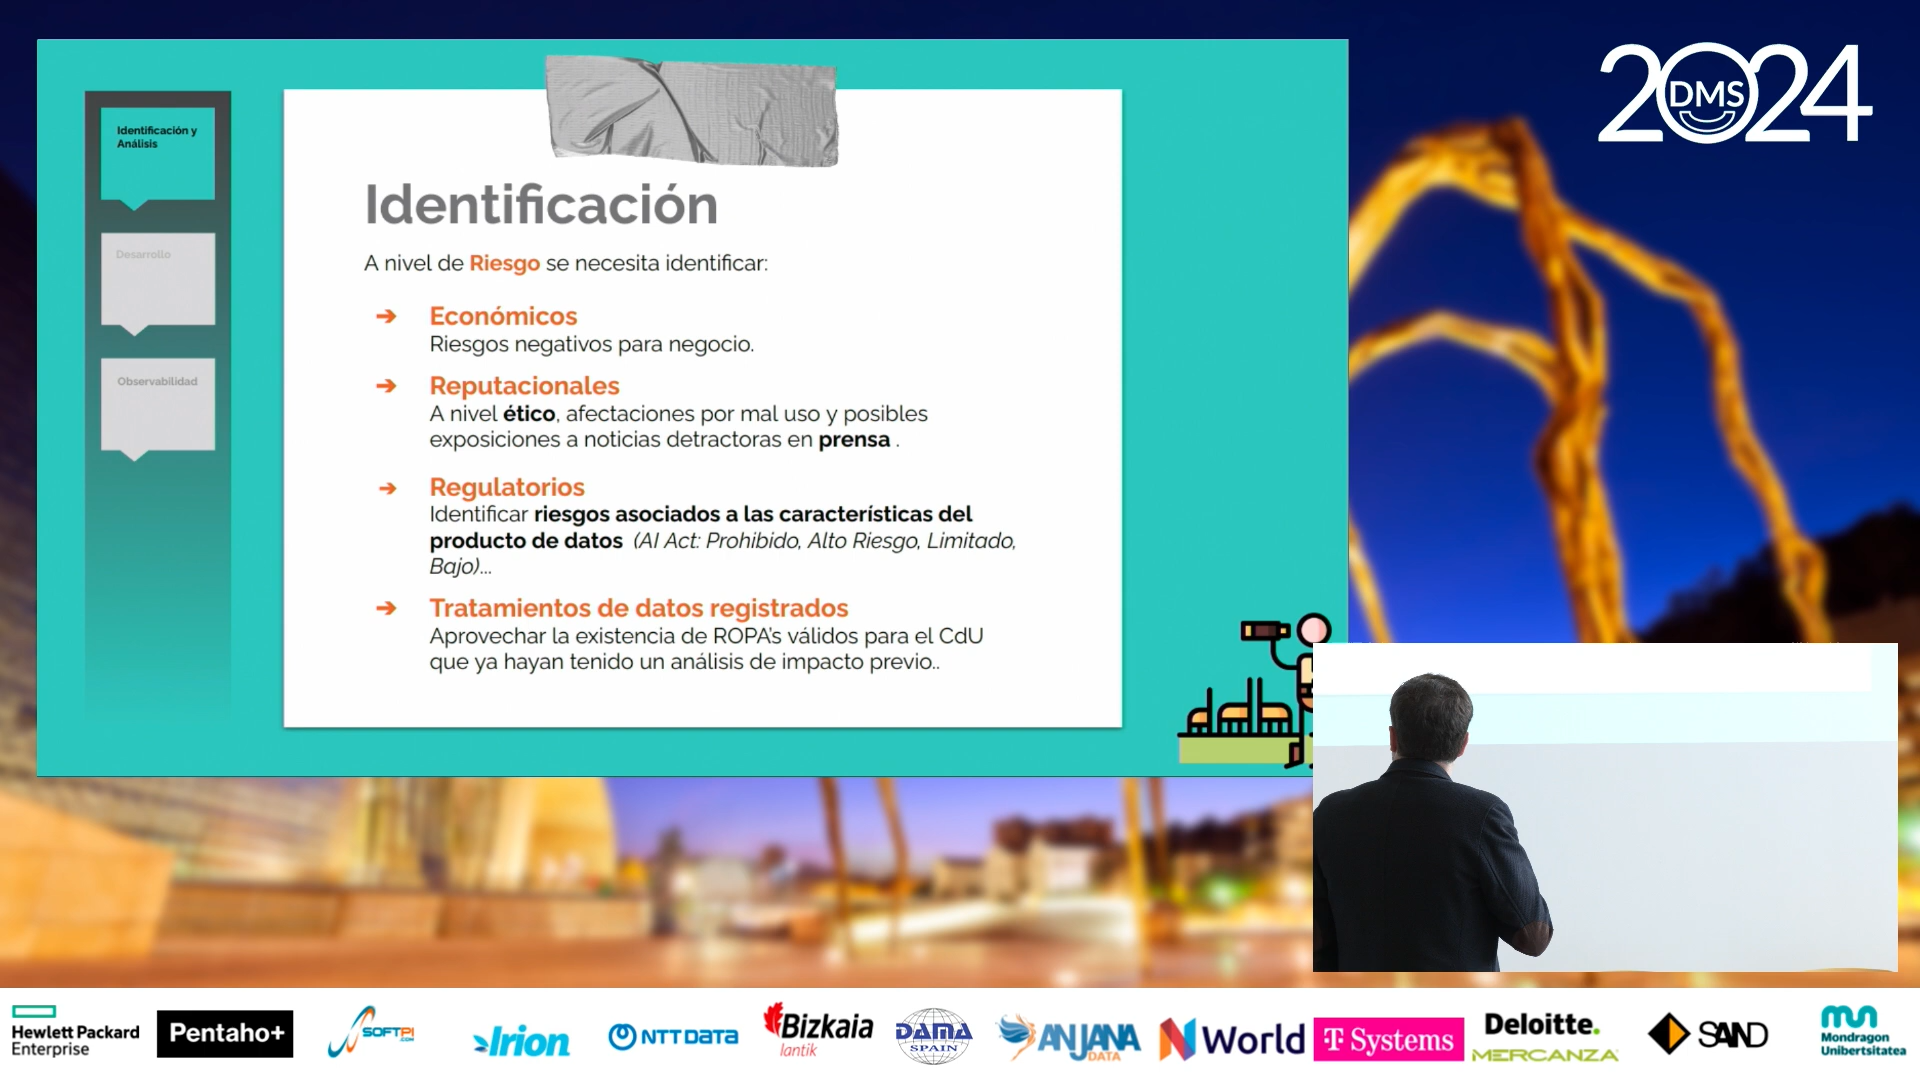 2024
DMS
Identificación y
Análisis
Desarrollo
Observabilidad
Identificación
A nivel de Riesgo se necesita identificar:
➔ Económicos
Riesgos negativos para negocio.
➔ Reputacionales
A nivel ético, afectaciones por mal uso y posibles
exposiciones a noticias detractoras en prensa .
➔ Regulatorios
Identificar riesgos asociados a las características del
producto de datos (AI Act: Prohibido, Alto Riesgo, Limitado,
Bajo)...
➔ Tratamientos de datos registrados
Aprovechar la existencia de ROPA's válidos para el CdU
que ya hayan tenido un análisis de impacto previo..
Hewlett Packard
Enterprise
Pentaho+
SOFTPI
.COM
Irion
NTT DATA
Bizkaia
lantik
DAMA
SPAIN
ANJANA
DATA
N World
T Systems
Deloitte.
MERCANZA
SAND
Mondragon
Unibertsitatea